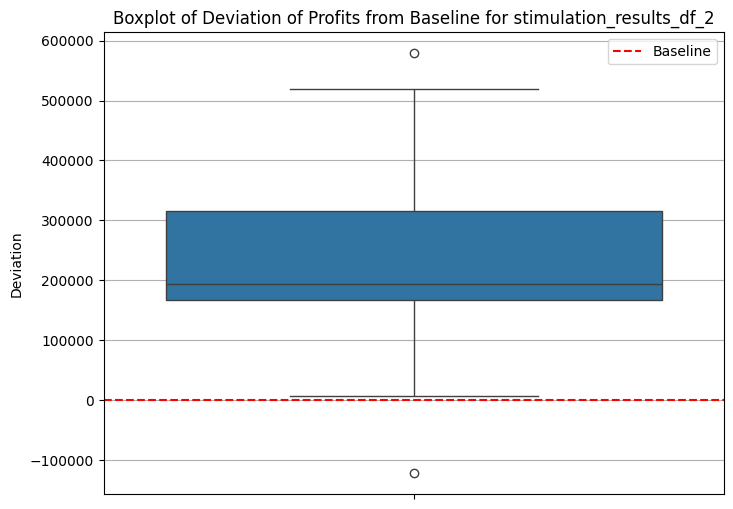 Boxplot of Deviation of Profits from Baseline for stimulation_results_df_2
600000
Baseline
500000
400000
300000
Deviation
200000
100000
0
−100000